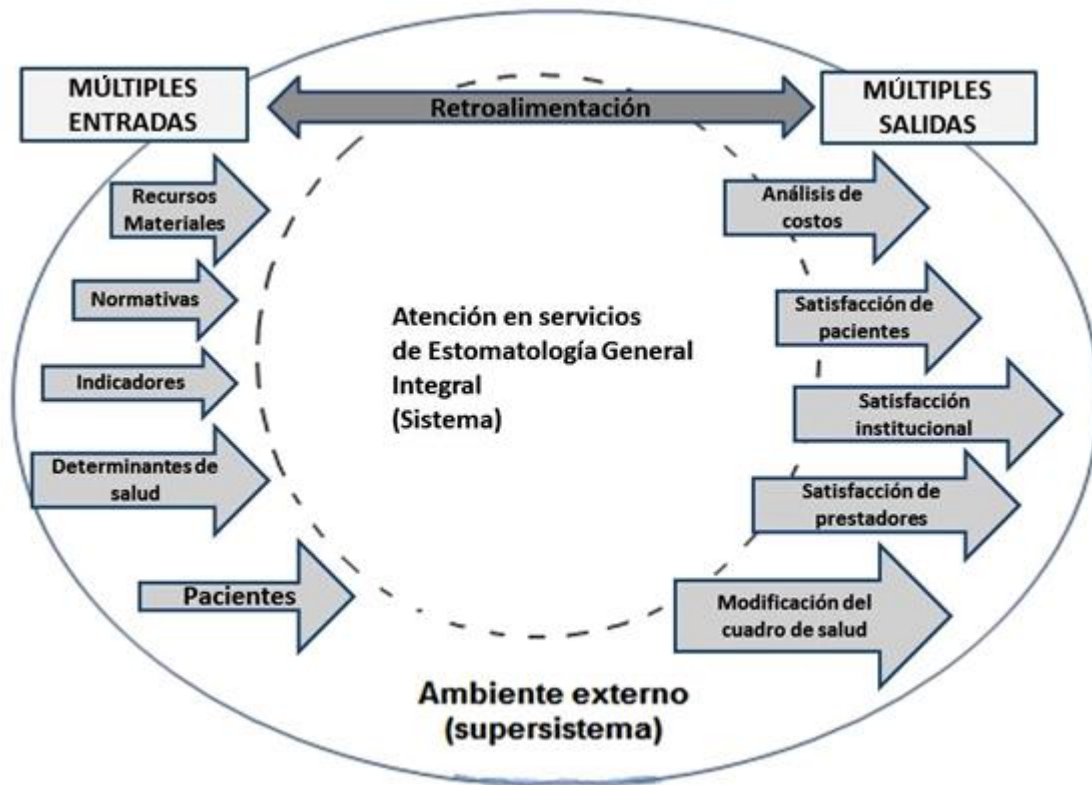 MÚLTIPLES
ENTRADAS
Retroalimentación
MÚLTIPLES
SALIDAS
Recursos
Materiales
Normativas
Indicadores
Determinantes de
salud
Pacientes
Atención en servicios
de Estomatología General
Integral
(Sistema)
Análisis de
costos
Satisfacción de
pacientes
Satisfacción
institucional
Satisfacción de
prestadores
Modificación del
cuadro de salud
Ambiente externo
(supersistema)